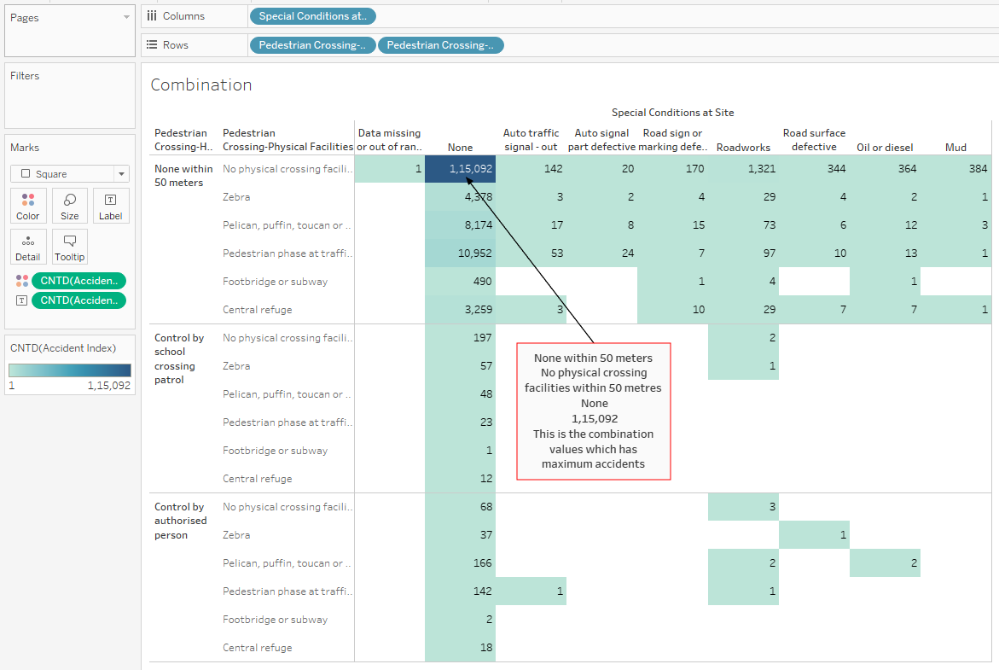 Pages
Columns
Special Conditions at..
Rows
Pedestrian Crossing-.. Pedestrian Crossing-..
Filters
Marks
Square
Color Size Label
Detail Tooltip
CNTD(Acciden..
CNTD(Acciden..
CNTD(Accident Index)
1 1,15,092
Combination
Special Conditions at Site
Pedestrian Crossing-H.. Pedestrian Crossing-Physical Facilities Data missing or out of ran.. None Auto traffic signal - out Auto signal part defective Road sign or marking defe.. Roadworks Road surface defective Oil or diesel Mud
None within 50 meters No physical crossing facili.. 1 1,15,092 142 20 170 1,321 344 364 384
Zebra 4,378 3 2 4 29 4 2 1
Pelican, puffin, toucan or .. 8,174 17 8 15 73 6 12 3
Pedestrian phase at traffi.. 10,952 53 24 7 97 10 13 1
Footbridge or subway 490 1 4 1
Central refuge 3,259 3 10 29 7 7 1
Control by school crossing patrol No physical crossing facili.. 197 2
Zebra 57 1
Pelican, puffin, toucan or .. 48
Pedestrian phase at traffi.. 23
Footbridge or subway 1
Central refuge 12
Control by authorised person No physical crossing facili.. 68 3
Zebra 37 1
Pelican, puffin, toucan or .. 166 2 2
Pedestrian phase at traffi.. 142 1 1
Footbridge or subway 2
Central refuge 18
None within 50 meters
No physical crossing
facilities within 50 metres
None
1,15,092
This is the combination
values which has
maximum accidents